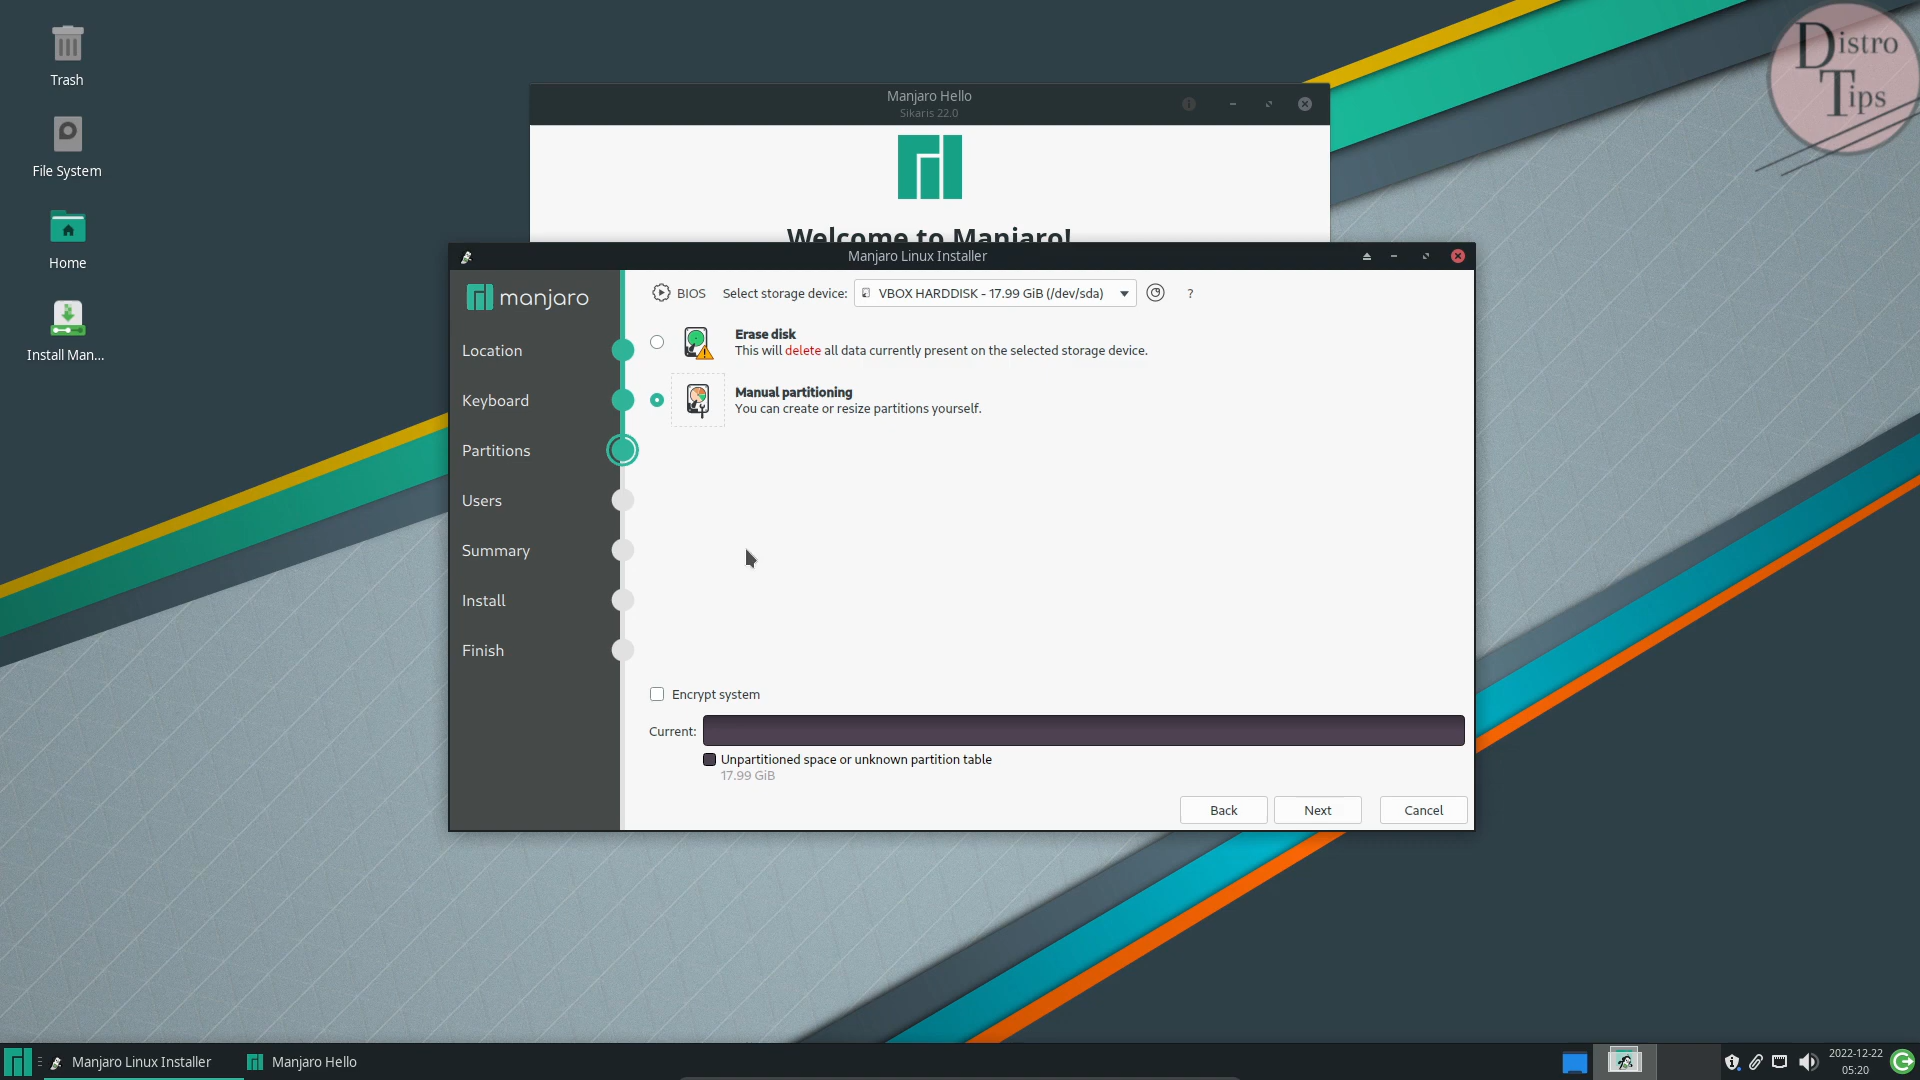 Trash
File System
Home
Install Man...
Distro
Tips
Manjaro Hello
Sikaris 22.0
Welcome to Manjaro!
Manjaro Linux Installer
manjaro
Location
Keyboard
Partitions
Users
Summary
Install
Finish
BIOS Select storage device: VBOX HARDDISK - 17.99 GiB (/dev/sda) ?
Erase disk
This will delete all data currently present on the selected storage device.
Manual partitioning
You can create or resize partitions yourself.
Encrypt system
Current:
Unpartitioned space or unknown partition table
17.99 GiB
Back Next Cancel
Manjaro Linux Installer Manjaro Hello
2022-12-22
05:20